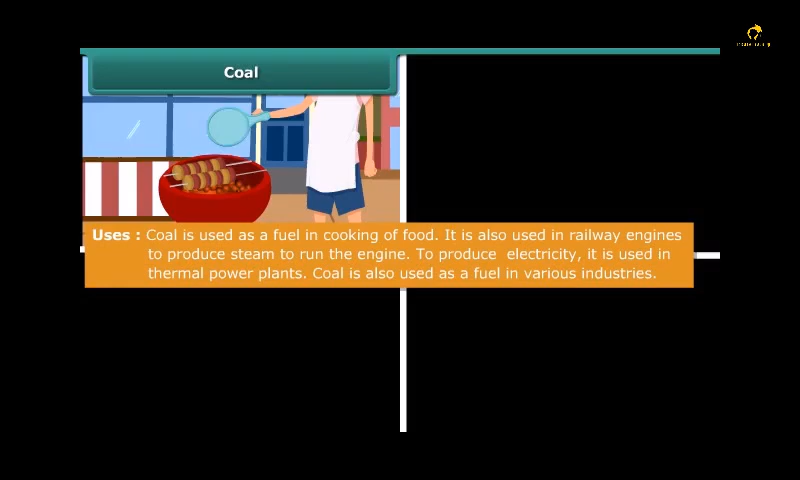 Coal
Uses : Coal is used as a fuel in cooking of food. It is also used in railway engines
to produce steam to run the engine. To produce electricity, it is used in
thermal power plants. Coal is also used as a fuel in various industries.